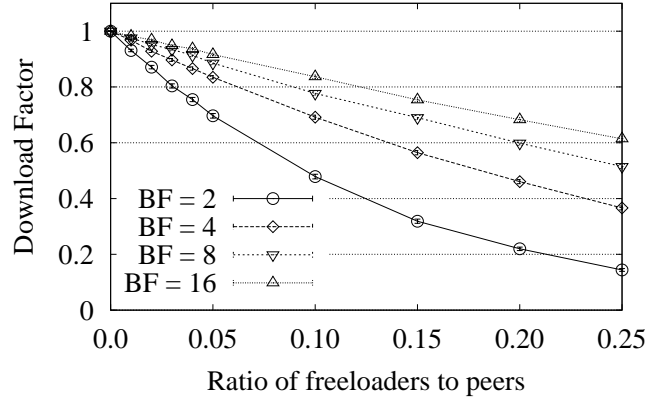 1
0.8
0.6
0.4
0.2
0
Download Factor
BF = 2
BF = 4
BF = 8
BF = 16
0.0 0.05 0.10 0.15 0.20 0.25
Ratio of freeloaders to peers